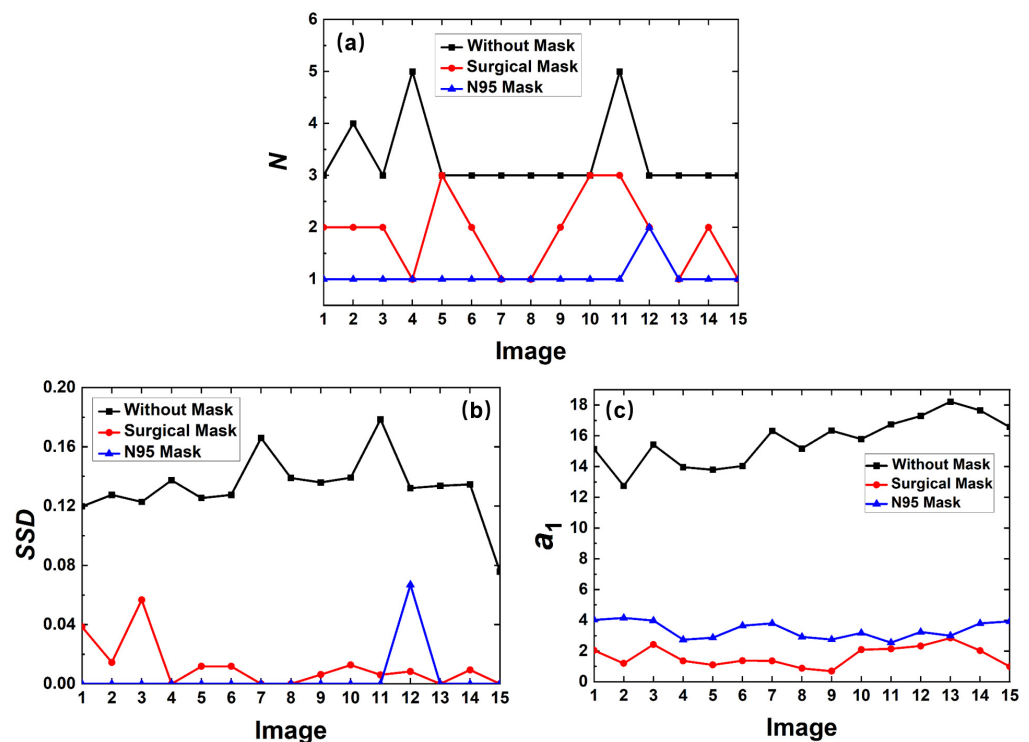 (a)
Without Mask
Surgical Mask
N95 Mask
6
5
4
3
2
1
N
1 2 3 4 5 6 7 8 9 10 11 12 13 14 15
Image
(b)
Without Mask
Surgical Mask
N95 Mask
0.20
0.16
0.12
0.08
0.04
0.00
SSD
1 2 3 4 5 6 7 8 9 10 11 12 13 14 15
Image
(c)
Without Mask
Surgical Mask
N95 Mask
18
16
14
12
10
8
6
4
2
0
a₁
1 2 3 4 5 6 7 8 9 10 11 12 13 14 15
Image